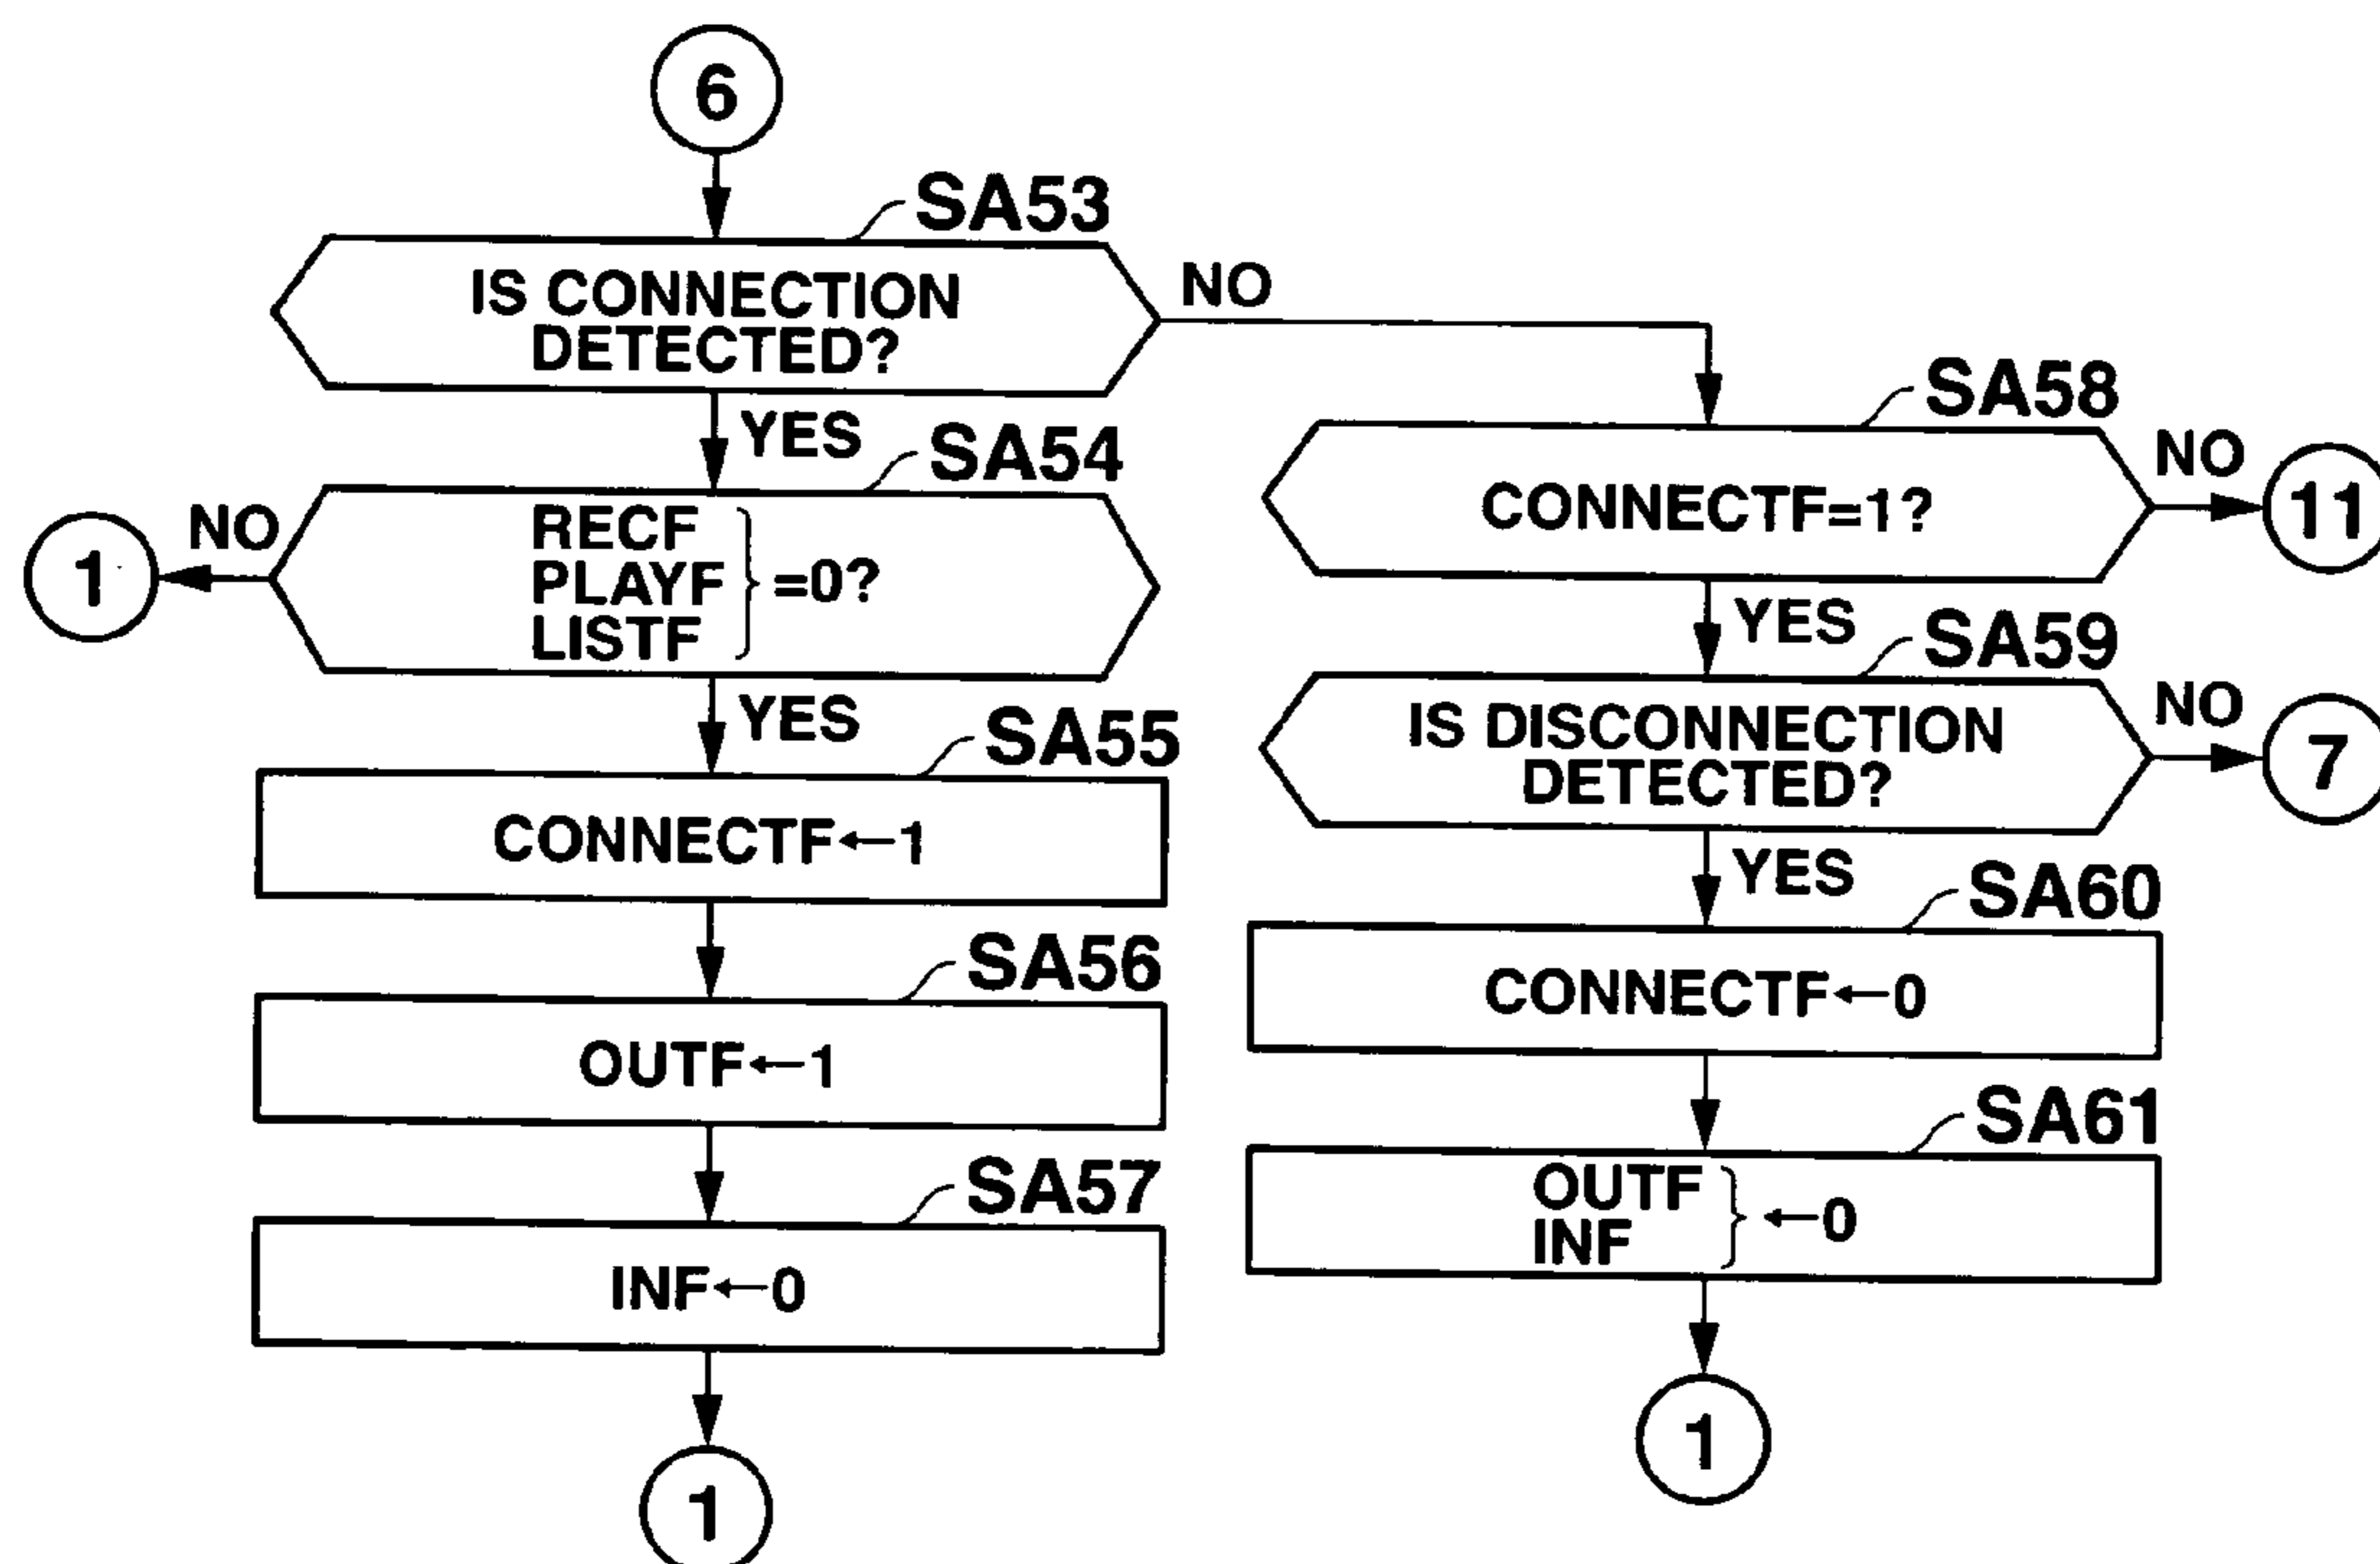 6
SA53
IS CONNECTION
DETECTED?
NO
YES
SA54
NO
1
RECF
PLAYF
LISTF
=0?
YES
SA55
CONNECTF←1
SA56
OUTF←1
SA57
INF←0
1
SA58
CONNECTF=1?
NO
11
YES
SA59
IS DISCONNECTION
DETECTED?
NO
7
YES
SA60
CONNECTF←0
SA61
OUTF
INF
←0
1